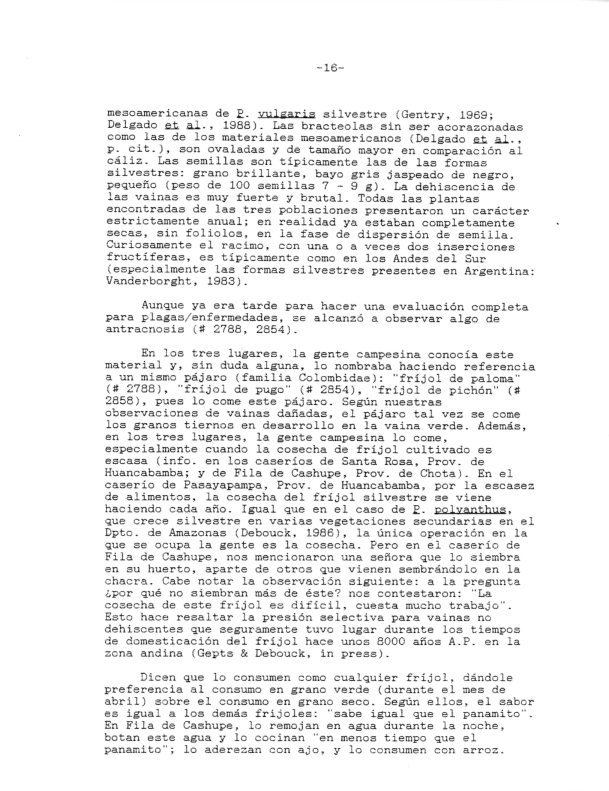 -16-
mesoamericanas de P. vulgaris silvestre (Gentry, 1969;
Delgado et al., 1988). Las bracteolas sin ser acorazonadas
como las de los materiales mesoamericanos (Delgado et al.,
p. cit.), son ovaladas y de tamaño mayor en comparación al
cáliz. Las semillas son típicamente las de las formas
silvestres: grano brillante, bayo gris jaspeado de negro,
pequeño (peso de 100 semillas 7 - 9 g). La dehiscencia de
las vainas es muy fuerte y brutal. Todas las plantas
encontradas de las tres poblaciones presentaron un carácter
estrictamente anual; en realidad ya estaban completamente
secas, sin foliolos, en la fase de dispersión de semilla.
Curiosamente el racimo, con una o a veces dos inserciones
fructíferas, es típicamente como en los Andes del Sur
(especialmente las formas silvestres presentes en Argentina:
Vanderborght, 1983).
Aunque ya era tarde para hacer una evaluación completa
para plagas/enfermedades, se alcanzó a observar algo de
antracnosis (# 2788, 2854).
En los tres lugares, la gente campesina conocía este
material y, sin duda alguna, lo nombraba haciendo referencia
a un mismo pájaro (familia Colombidae): "fríjol de paloma"
(# 2788), "fríjol de pugo" (# 2854), "fríjol de pichón" (#
2858), pues lo come este pájaro. Según nuestras
observaciones de vainas dañadas, el pájaro tal vez se come
los granos tiernos en desarrollo en la vaina verde. Además,
en los tres lugares, la gente campesina lo come,
especialmente cuando la cosecha de fríjol cultivado es
escasa (info. en los caseríos de Santa Rosa, Prov. de
Huancabamba; y de Fila de Cashupe, Prov. de Chota). En el
caserío de Pasayapampa, Prov. de Huancabamba, por la escasez
de alimentos, la cosecha del fríjol silvestre se viene
haciendo cada año. Igual que en el caso de P. polyanthus,
que crece silvestre en varias vegetaciones secundarias en el
Dpto. de Amazonas (Debouck, 1986), la única operación en la
que se ocupa la gente es la cosecha. Pero en el caserío de
Fila de Cashupe, nos mencionaron una señora que lo siembra
en su huerto, aparte de otros que vienen sembrándolo en la
chacra. Cabe notar la observación siguiente: a la pregunta
¿por qué no siembran más de éste? nos contestaron: "La
cosecha de este fríjol es difícil, cuesta mucho trabajo".
Esto hace resaltar la presión selectiva para vainas no
dehiscentes que seguramente tuvo lugar durante los tiempos
de domesticación del fríjol hace unos 8000 años A.P. en la
zona andina (Gepts & Debouck, in press).
Dicen que lo consumen como cualquier fríjol, dándole
preferencia al consumo en grano verde (durante el mes de
abril) sobre el consumo en grano seco. Según ellos, el sabor
es igual a los demás frijoles: "sabe igual que el panamito".
En Fila de Cashupe, lo remojan en agua durante la noche,
botan este agua y lo cocinan "en menos tiempo que el
panamito"; lo aderezan con ajo, y lo consumen con arroz.